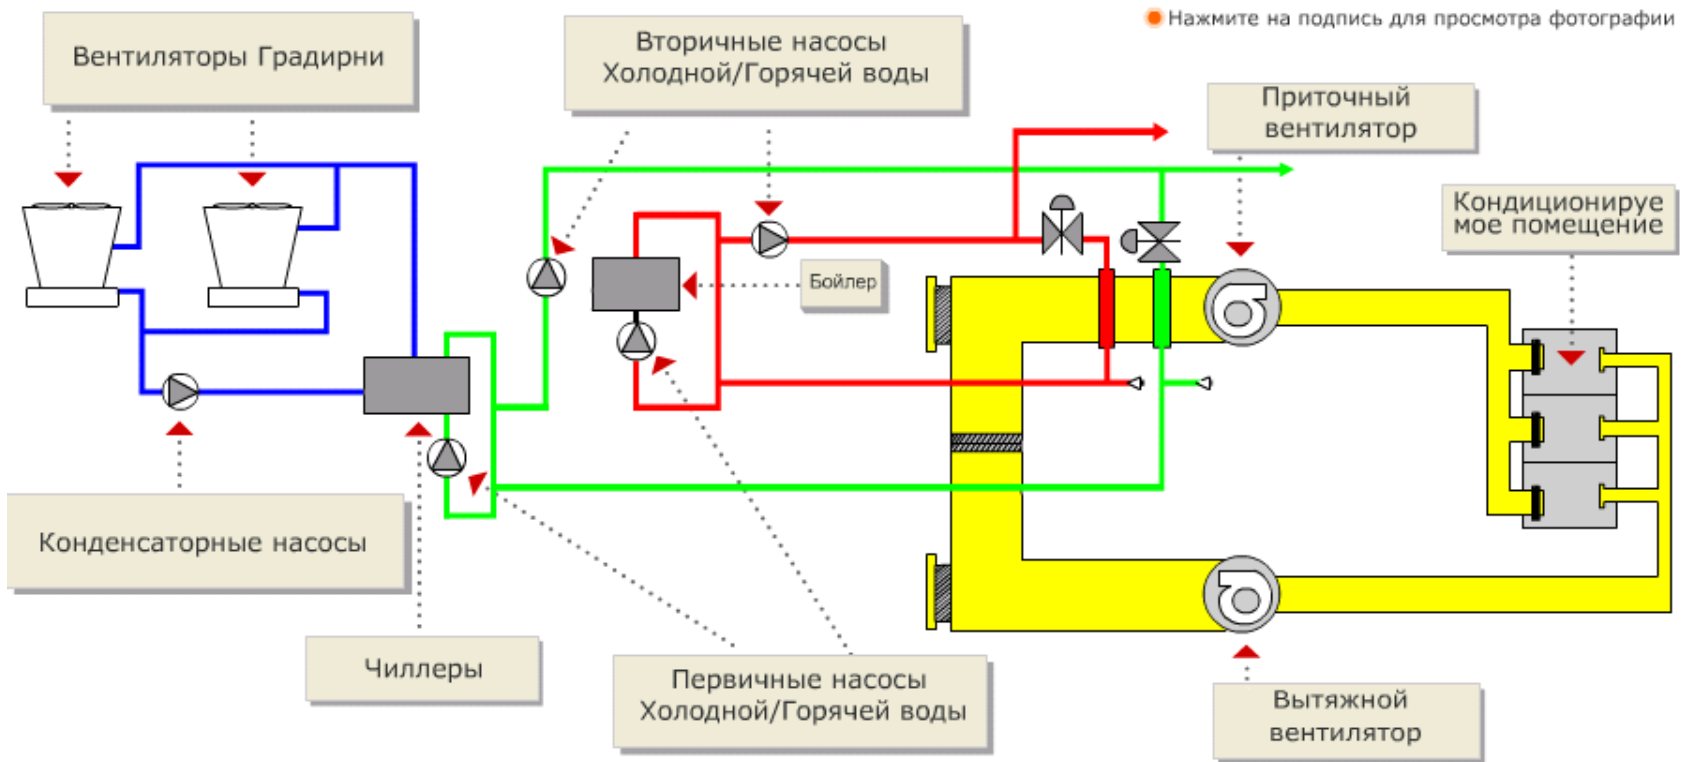 Нажмите на подпись для просмотра фотографии
Вентиляторы Градирни
Вторичные насосы
Холодной/Горячей воды
Приточный
вентилятор
Кондиционируе
мое помещение
Бойлер
Конденсаторные насосы
Чиллеры
Первичные насосы
Холодной/Горячей воды
Вытяжной
вентилятор